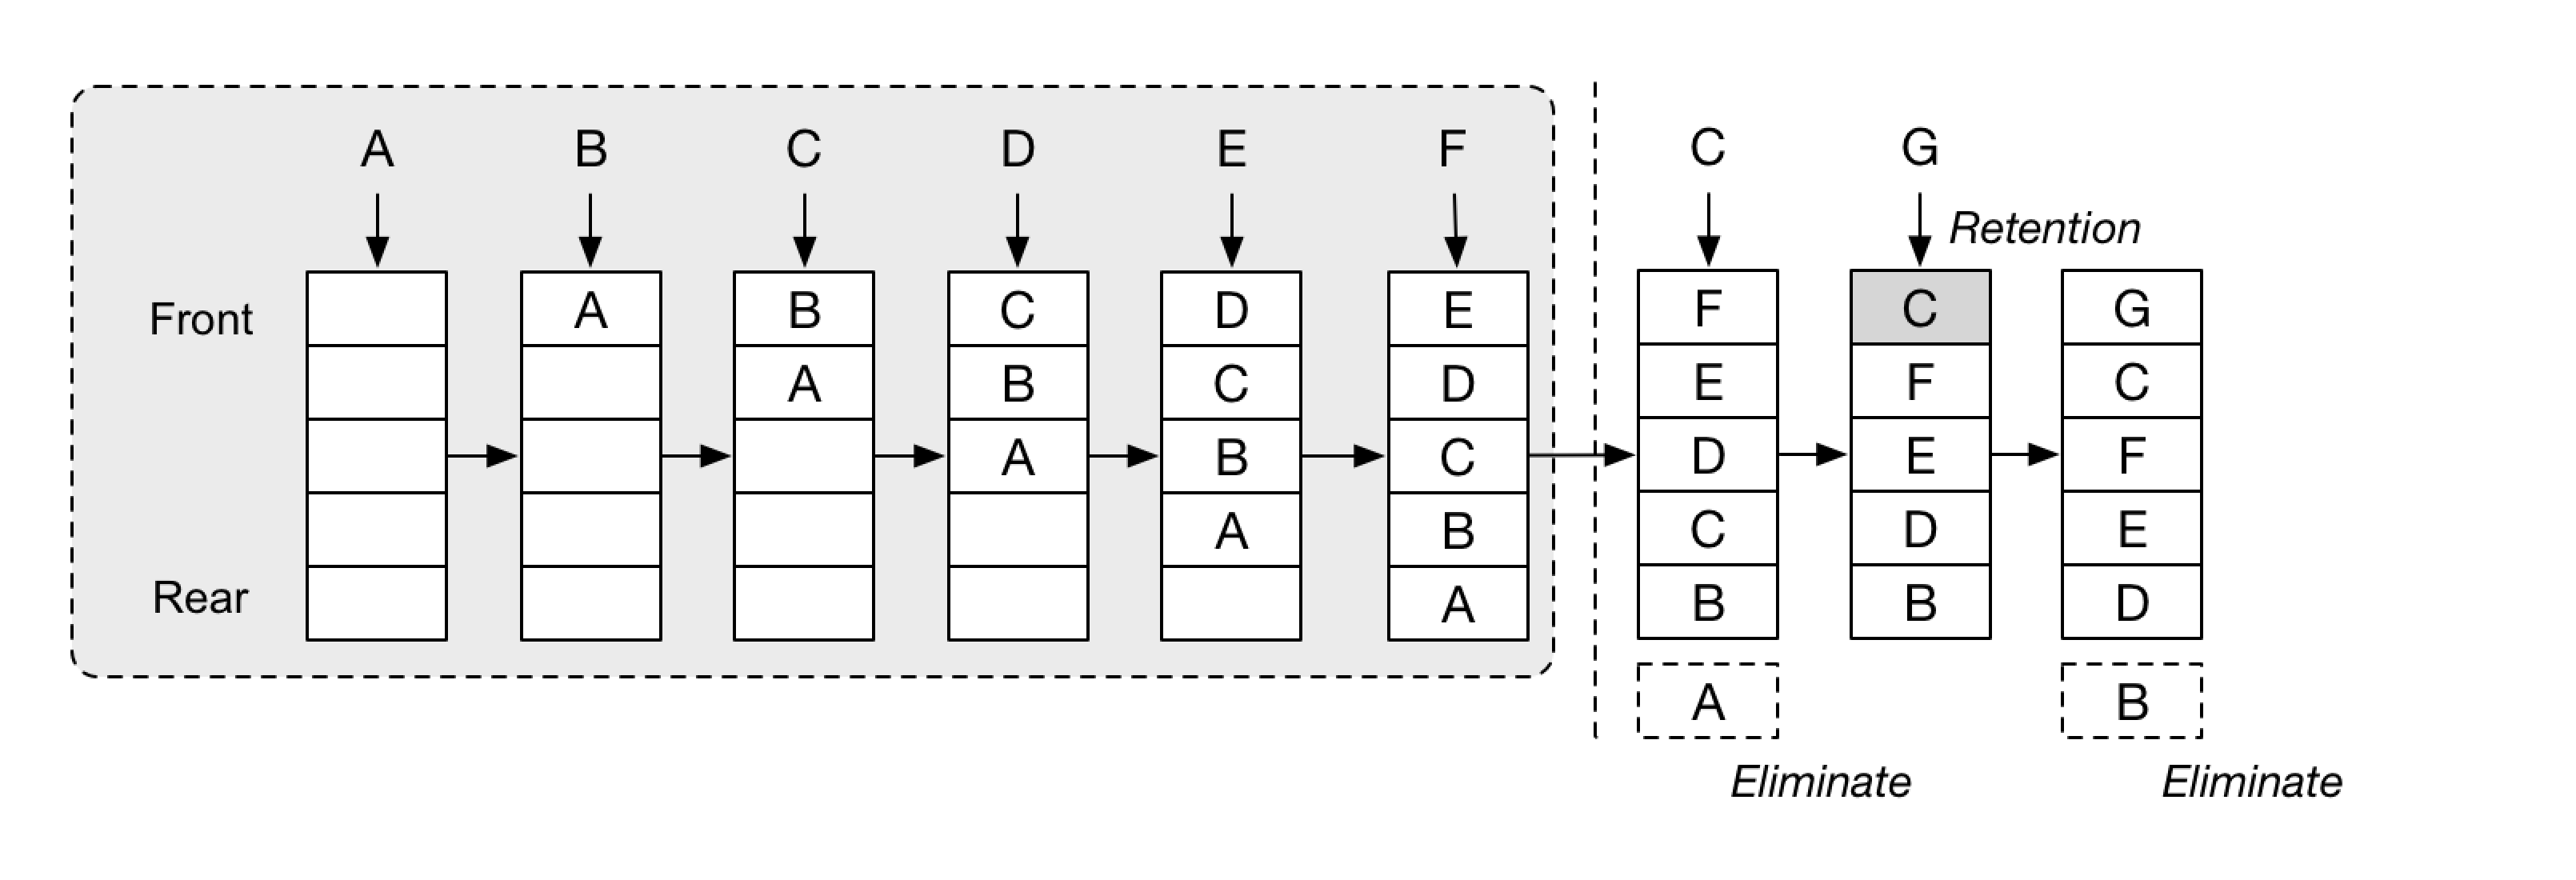 A B C D E F C G
Retention
Front A B C D E F C G
A B C D E F C
A B C D E F
A B C D E
Rear A B B D
A B
Eliminate Eliminate